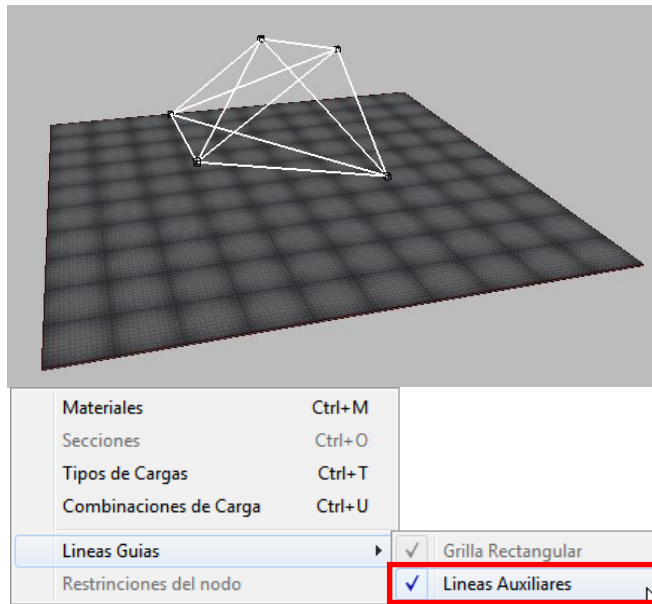 Materiales Ctrl+M
Secciones Ctrl+O
Tipos de Cargas Ctrl+T
Combinaciones de Carga Ctrl+U
Lineas Guias
Grilla Rectangular
Restrinciones del nodo
Lineas Auxiliares